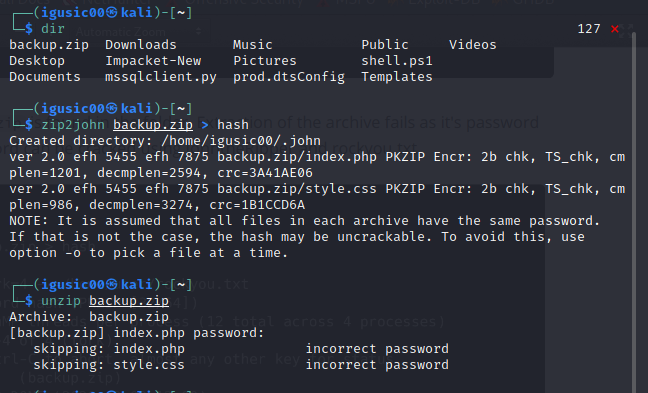 (igusic00㉿kali)-[~]
$ dir 127 ⨯
backup.zip Downloads Music Public Videos
Desktop Impacket-New Pictures shell.ps1
Documents mssqlclient.py prod.dtsConfig Templates
(igusic00㉿kali)-[~]
$ zip2john backup.zip > hash
Created directory: /home/igusic00/.john
ver 2.0 efh 5455 efh 7875 backup.zip/index.php PKZIP Encr: 2b chk, TS_chk, cm
plen=1201, decmplen=2594, crc=3A41AE06
ver 2.0 efh 5455 efh 7875 backup.zip/style.css PKZIP Encr: 2b chk, TS_chk, cm
plen=986, decmplen=3274, crc=1B1CCD6A
NOTE: It is assumed that all files in each archive have the same password.
If that is not the case, the hash may be uncrackable. To avoid this, use
option -o to pick a file at a time.
(igusic00㉿kali)-[~]
$ unzip backup.zip
Archive: backup.zip
[backup.zip] index.php password:
skipping: index.php incorrect password
skipping: style.css incorrect password